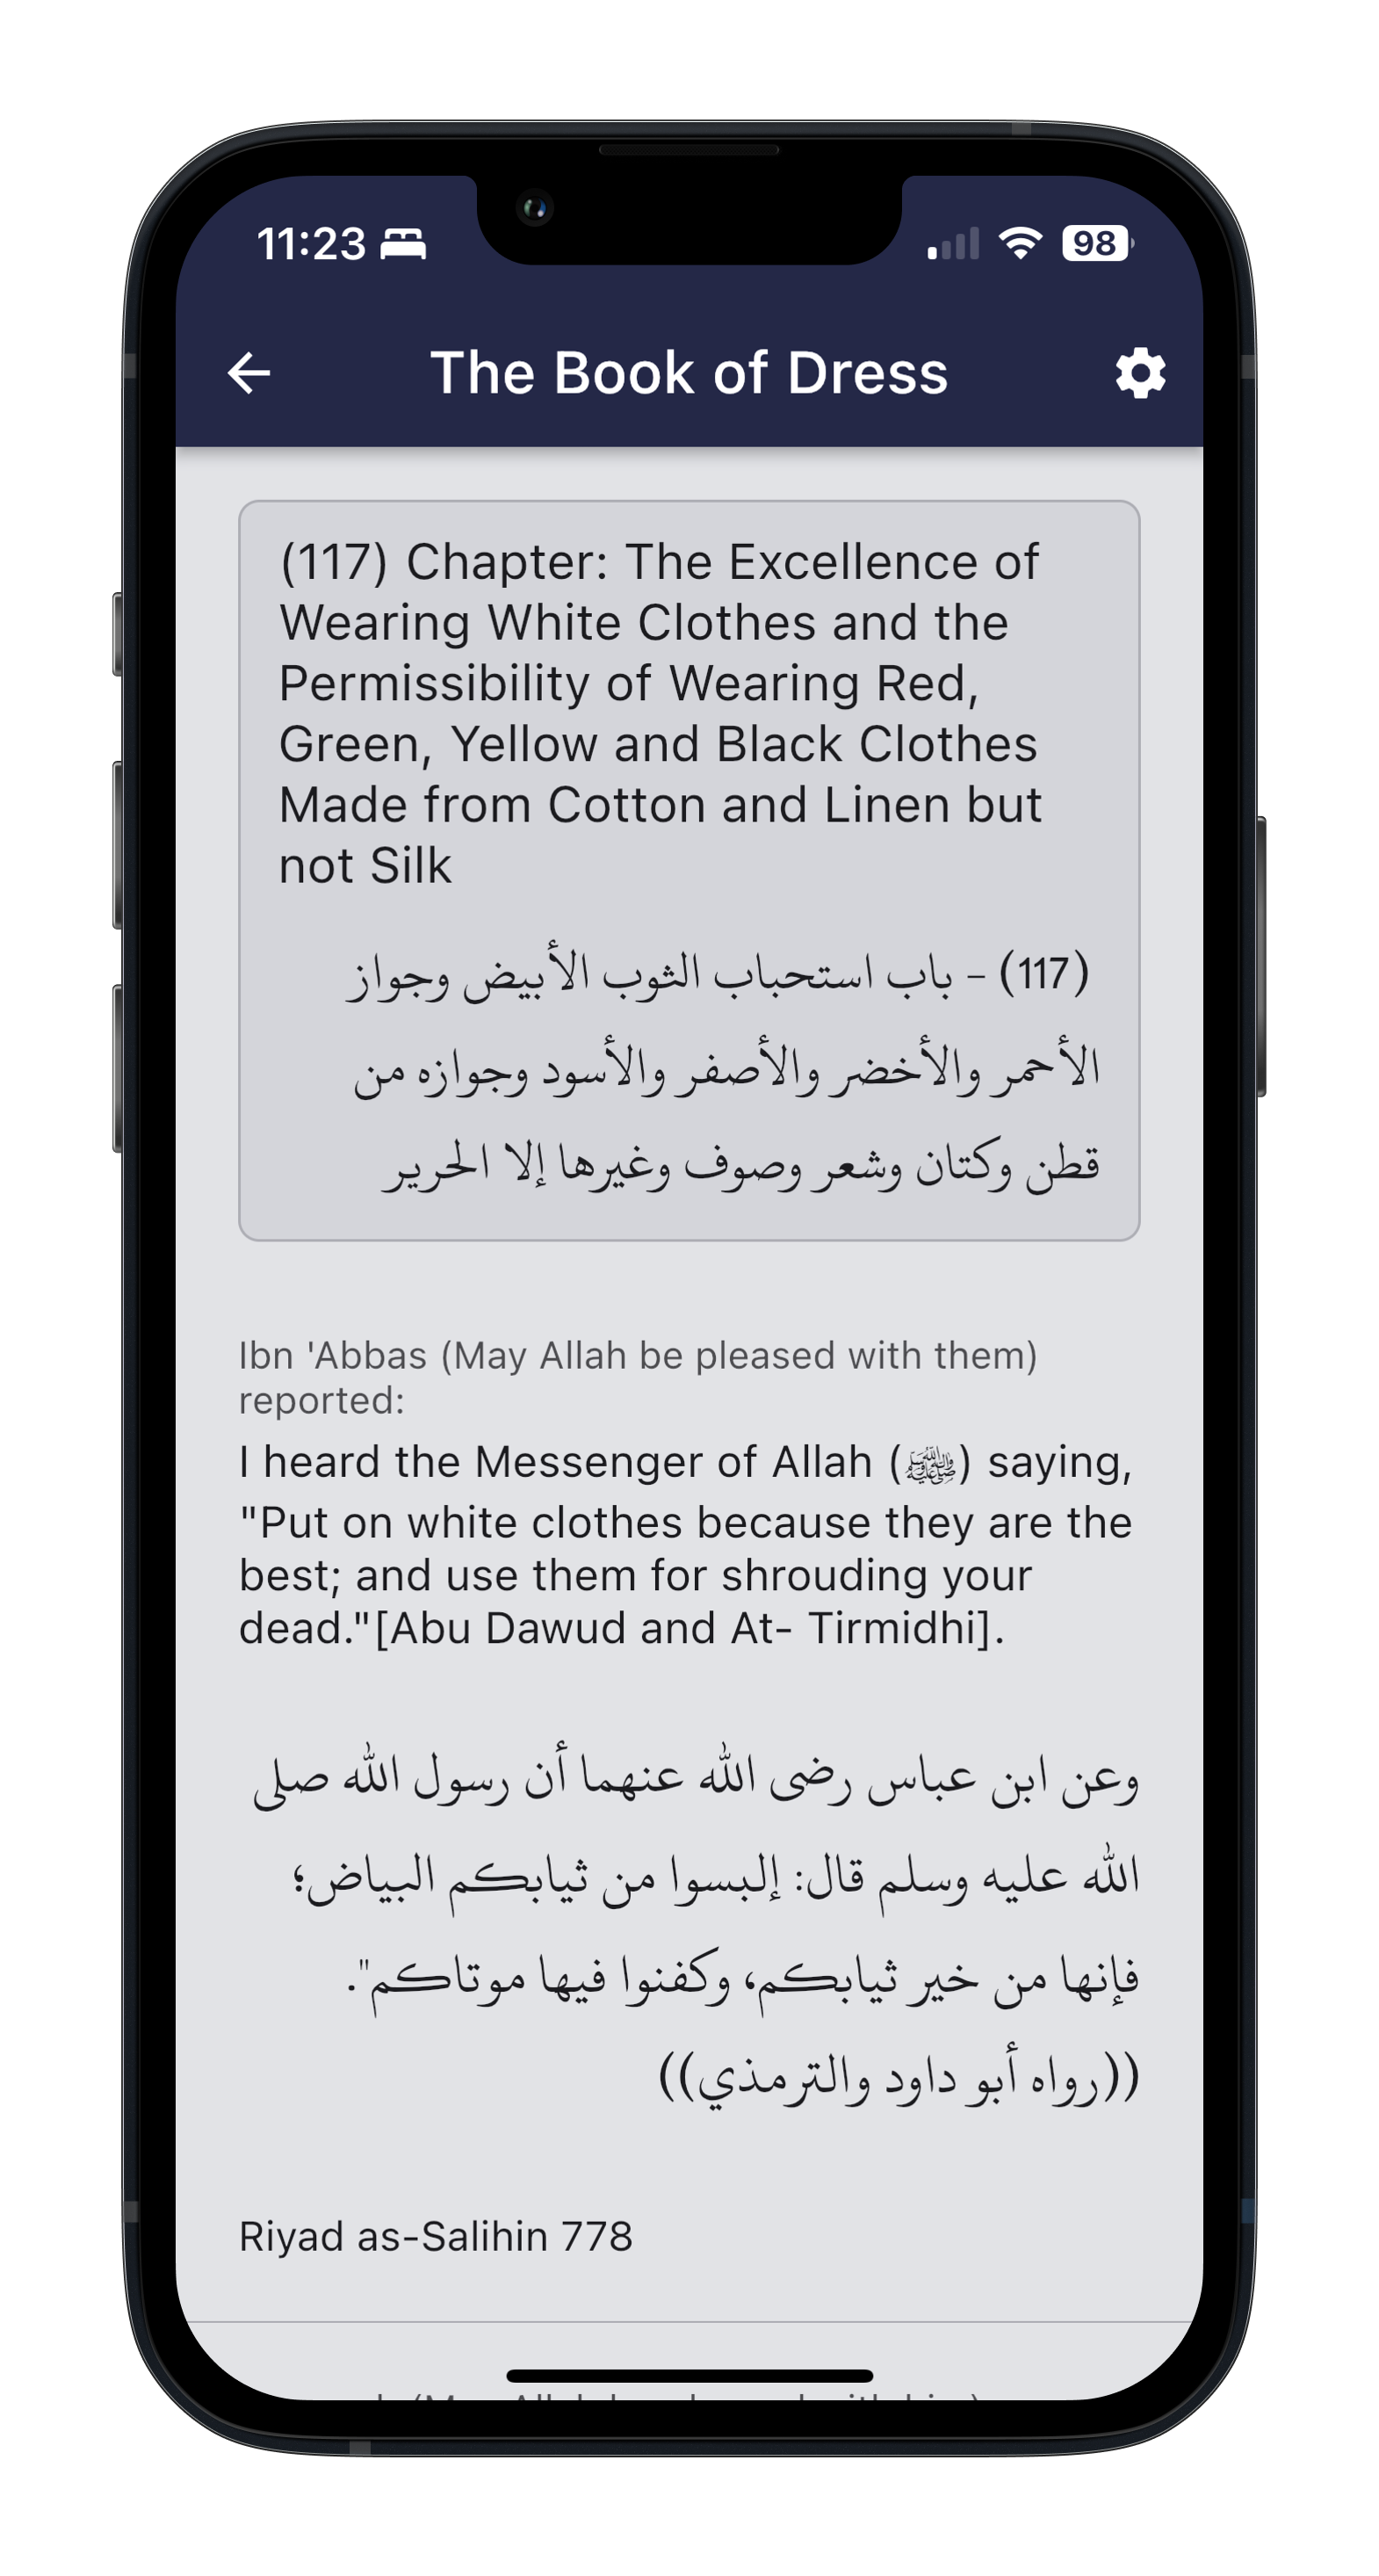 11:23
98
The Book of Dress
(117) Chapter: The Excellence of
Wearing White Clothes and the
Permissibility of Wearing Red,
Green, Yellow and Black Clothes
Made from Cotton and Linen but
not Silk
(117) - باب استحباب الثوب الأبيض وجواز
الأحمر والأخضر والأصفر والأسود وجوازه من
قطن وكتان وشعر وصوف وغيرها إلا الحرير
Ibn 'Abbas (May Allah be pleased with them)
reported:
I heard the Messenger of Allah (ﷺ) saying,
"Put on white clothes because they are the
best; and use them for shrouding your
dead."[Abu Dawud and At- Tirmidhi].
وعن ابن عباس رضى الله عنهما أن رسول الله صلى
الله عليه وسلم قال: إلبسوا من ثيابكم البياض؛
فإنها من خير ثيابكم، وكفنوا فيها موتاكم".
((رواه أبو داود والترمذي))
Riyad as-Salihin 778